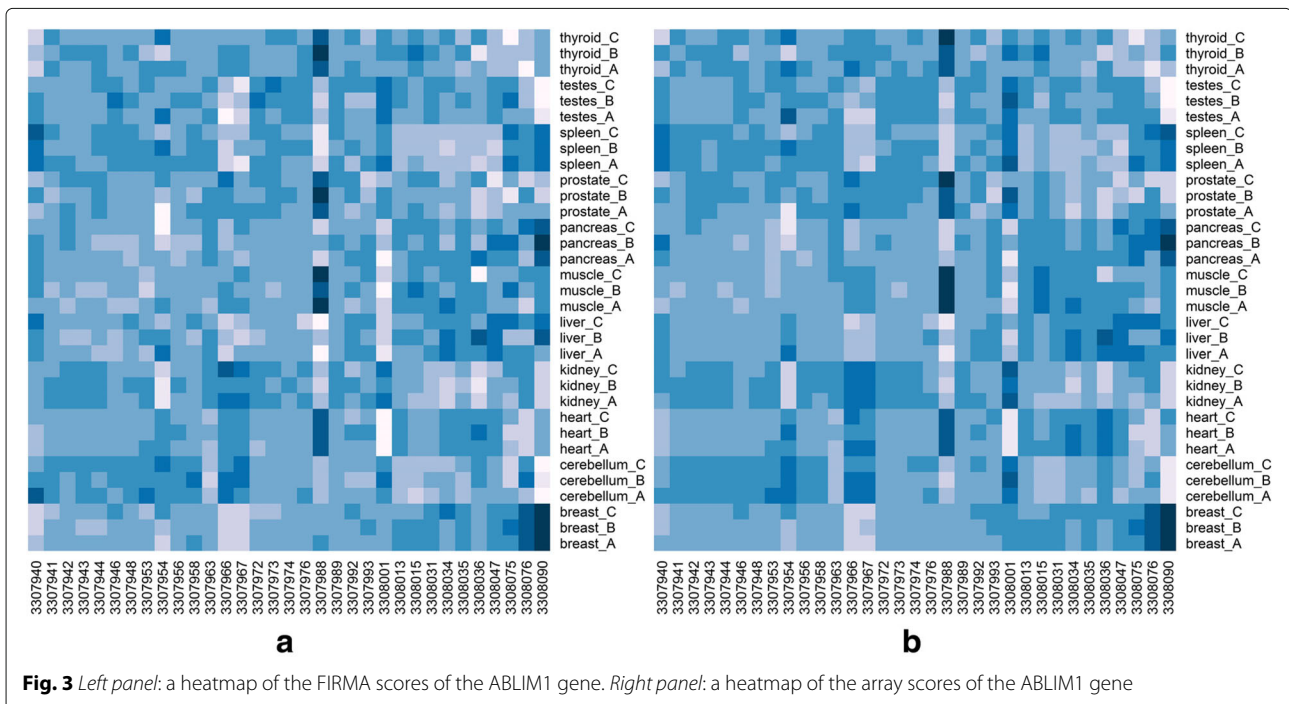 thyroid_C
thyroid_B
thyroid_A
testes_C
testes_B
testes_A
spleen_C
spleen_B
spleen_A
prostate_C
prostate_B
prostate_A
pancreas_C
pancreas_B
pancreas_A
muscle_C
muscle_B
muscle_A
liver_C
liver_B
liver_A
kidney_C
kidney_B
kidney_A
heart_C
heart_B
heart_A
cerebellum_C
cerebellum_B
cerebellum_A
breast_C
breast_B
breast_A
3307940
3307941
3307942
3307943
3307944
3307946
3307948
3307953
3307954
3307956
3307958
3307963
3307966
3307967
3307972
3307973
3307974
3307976
3307988
3307989
3307992
3307993
3308001
3308013
3308015
3308031
3308034
3308035
3308036
3308047
3308075
3308076
3308090
a
thyroid_C
thyroid_B
thyroid_A
testes_C
testes_B
testes_A
spleen_C
spleen_B
spleen_A
prostate_C
prostate_B
prostate_A
pancreas_C
pancreas_B
pancreas_A
muscle_C
muscle_B
muscle_A
liver_C
liver_B
liver_A
kidney_C
kidney_B
kidney_A
heart_C
heart_B
heart_A
cerebellum_C
cerebellum_B
cerebellum_A
breast_C
breast_B
breast_A
3307940
3307941
3307942
3307943
3307944
3307946
3307948
3307953
3307954
3307956
3307958
3307963
3307966
3307967
3307972
3307973
3307974
3307976
3307988
3307989
3307992
3307993
3308001
3308013
3308015
3308031
3308034
3308035
3308036
3308047
3308075
3308076
3308090
b
Fig. 3 Left panel: a heatmap of the FIRMA scores of the ABLIM1 gene. Right panel: a heatmap of the array scores of the ABLIM1 gene